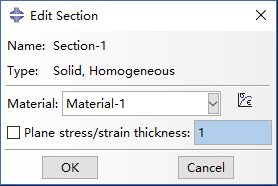 Edit Section
Name: Section-1
Type: Solid, Homogeneous
Material: Material-1
Plane stress/strain thickness: 1
OK Cancel